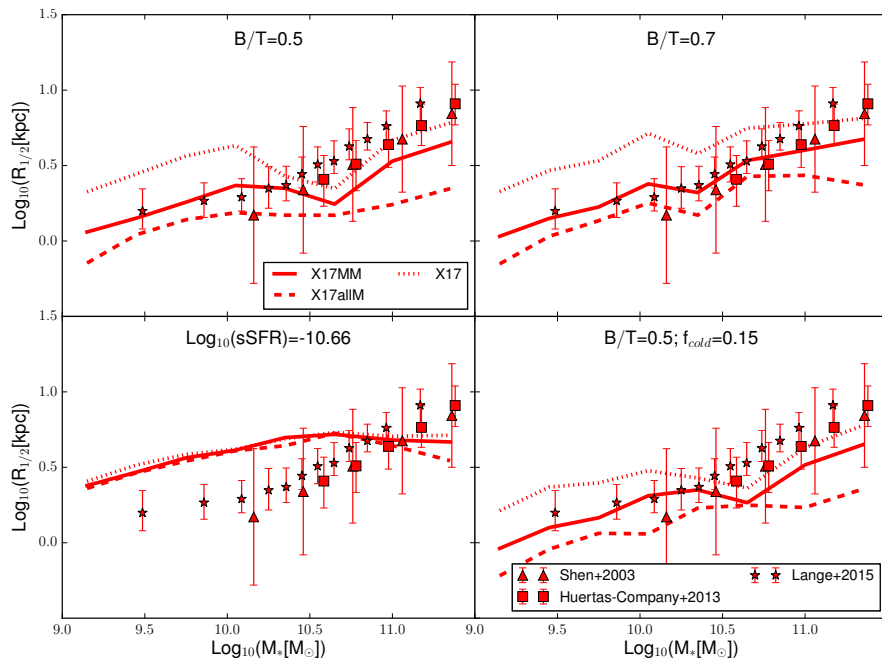 B/T=0.5
B/T=0.7
1.5
1.0
0.5
0.0
Log₁₀(R₁/₂[kpc]
X17MM
X17allM
X17
1.5
Log₁₀(sSFR)=-10.66
B/T=0.5; f_cold=0.15
1.0
0.5
0.0
Log₁₀(R₁/₂[kpc]
Shen+2003
Huertas-Company+2013
Lange+2015
9.0 9.5 10.0 10.5 11.0 9.0 9.5 10.0 10.5 11.0
Log₁₀(M*[M☉]) Log₁₀(M*[M☉])